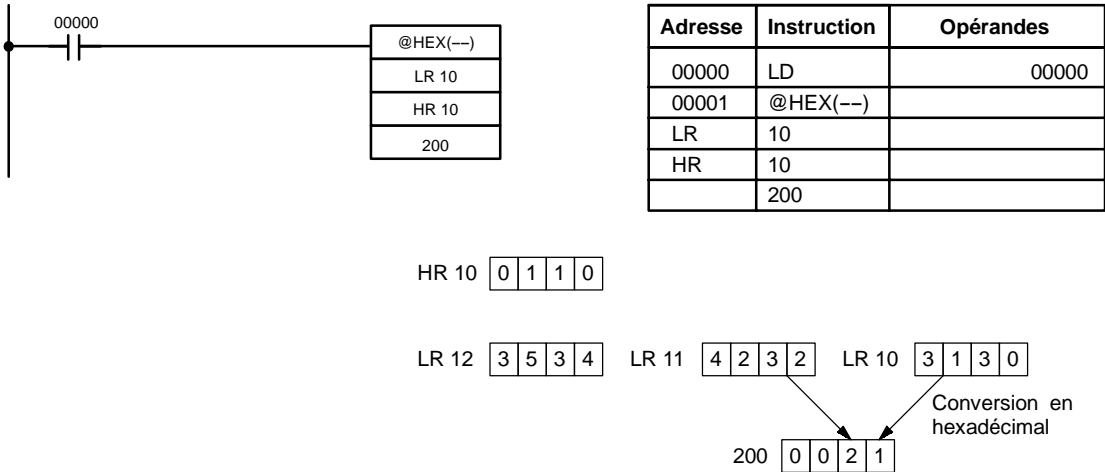 00000
@HEX(−−)
LR 10
HR 10
200
Adresse Instruction Opérandes
00000 LD 00000
00001 @HEX(−−)
LR 10
HR 10
200
HR 10 0 1 1 0
LR 12 3 5 3 4 LR 11 4 2 3 2 LR 10 3 1 3 0
Conversion en
hexadécimal
200 0 0 2 1